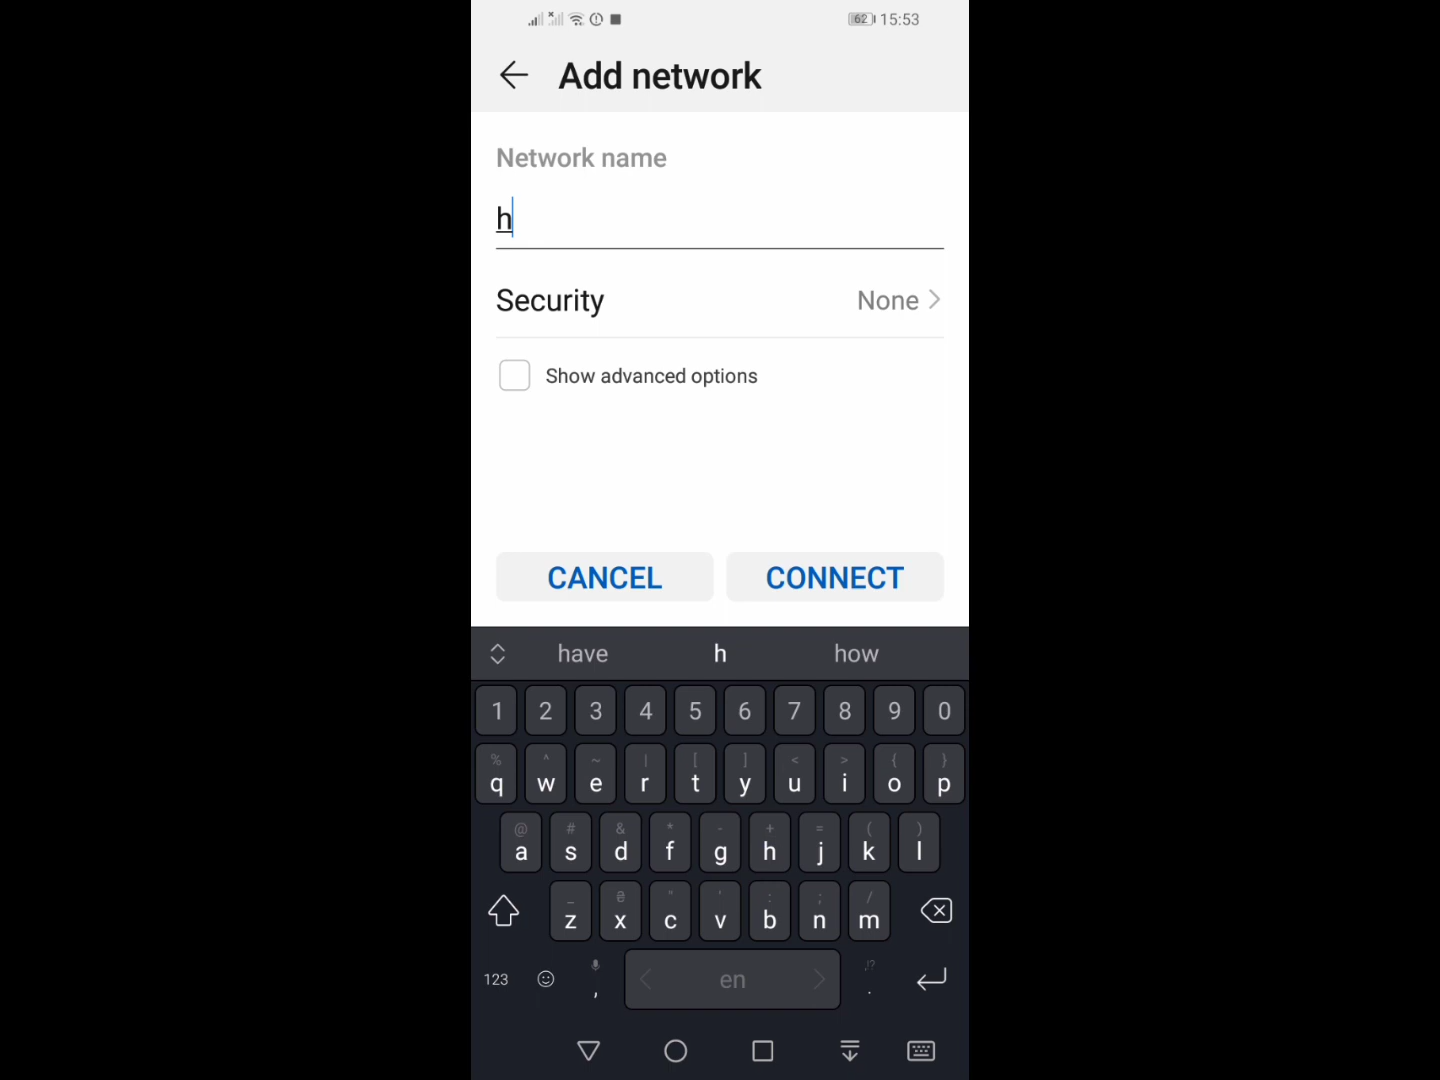 62 15:53
Add network
Network name
h
Security None
Show advanced options
CANCEL CONNECT
have h how
1 2 3 4 5 6 7 8 9 0
% ^ ~ | [ ] < > { }
q w e r t y u i o p
@ # & * - + = ( )
a s d f g h j k l
_ ₴ " ' : ; /
z x c v b n m
123 , en .